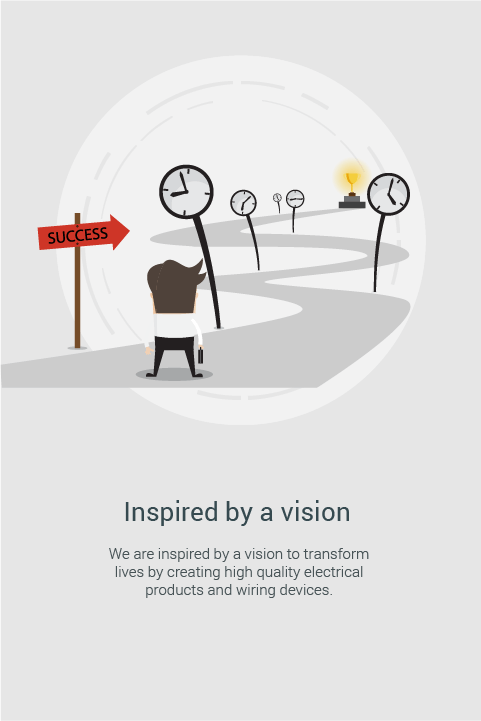 SUCCESS
Inspired by a vision
We are inspired by a vision to transform
lives by creating high quality electrical
products and wiring devices.